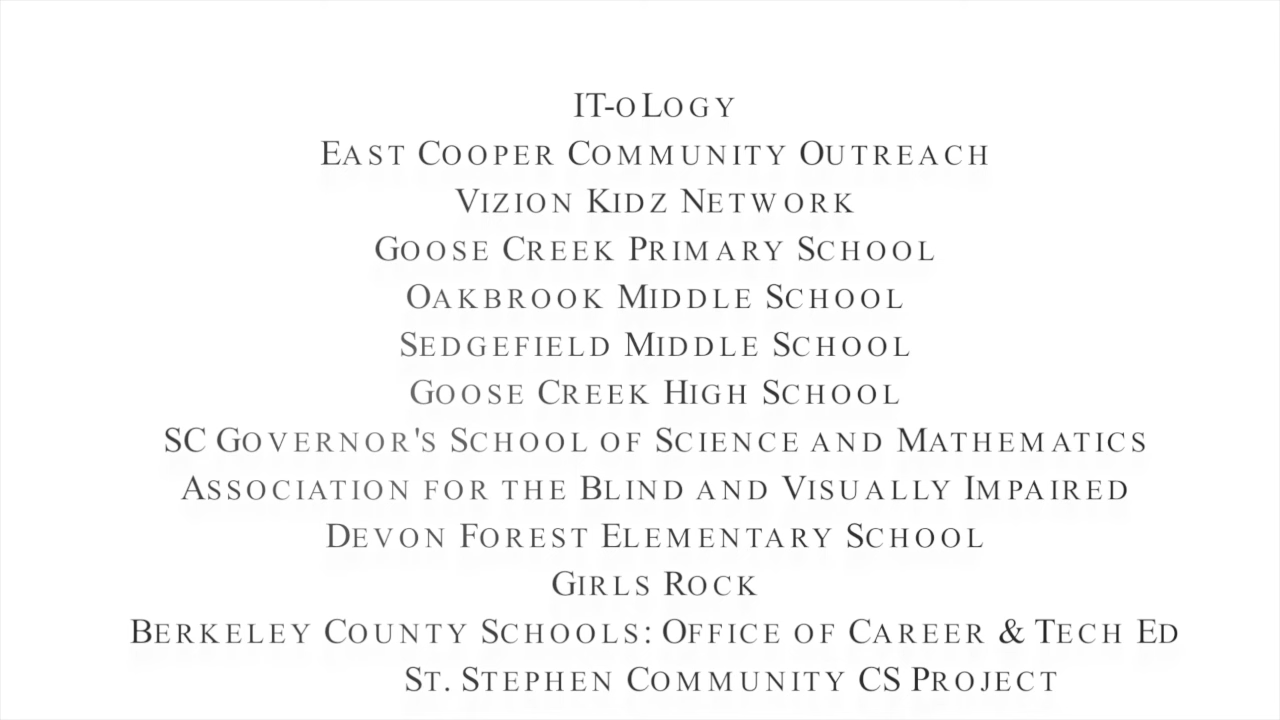 IT-oLogy
East Cooper Community Outreach
Vizion Kidz Network
Goose Creek Primary School
Oakbrook Middle School
Sedgefield Middle School
Goose Creek High School
SC Governor's School of Science and Mathematics
Association for the Blind and Visually Impaired
Devon Forest Elementary School
Girls Rock
Berkeley County Schools: Office of Career & Tech Ed
St. Stephen Community CS Project